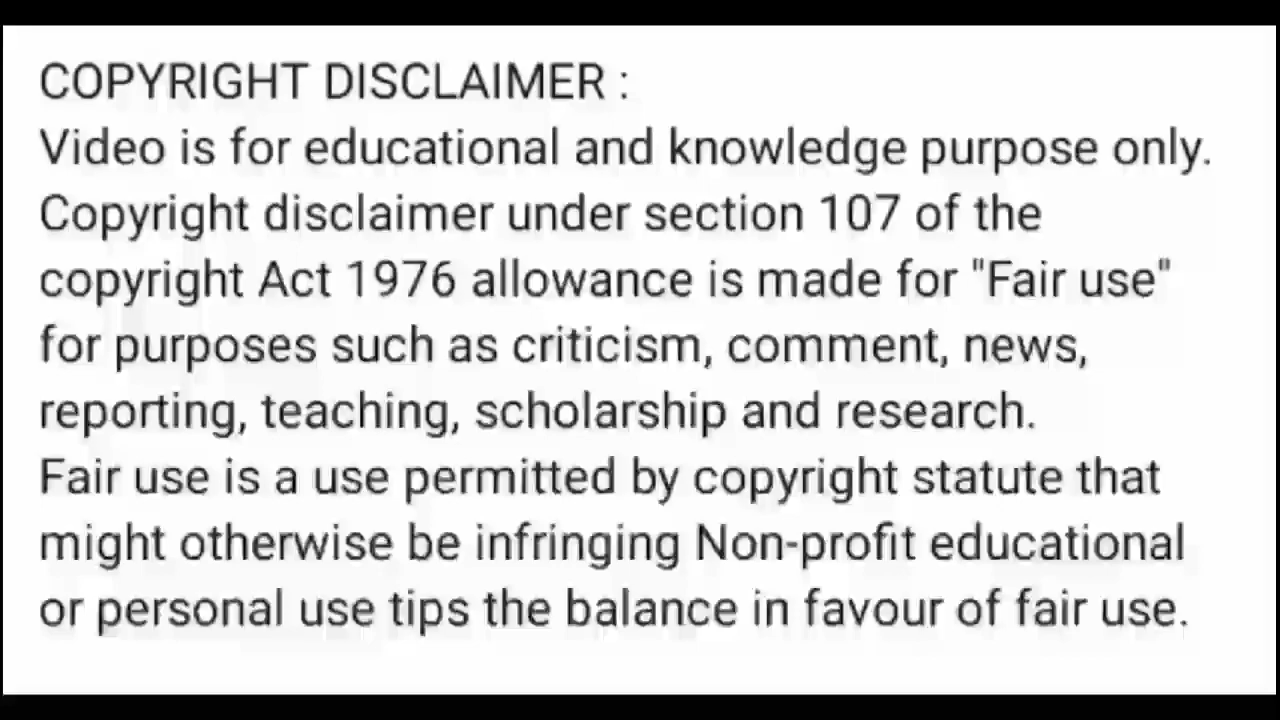 COPYRIGHT DISCLAIMER :
Video is for educational and knowledge purpose only.
Copyright disclaimer under section 107 of the
copyright Act 1976 allowance is made for "Fair use"
for purposes such as criticism, comment, news,
reporting, teaching, scholarship and research.
Fair use is a use permitted by copyright statute that
might otherwise be infringing Non-profit educational
or personal use tips the balance in favour of fair use.